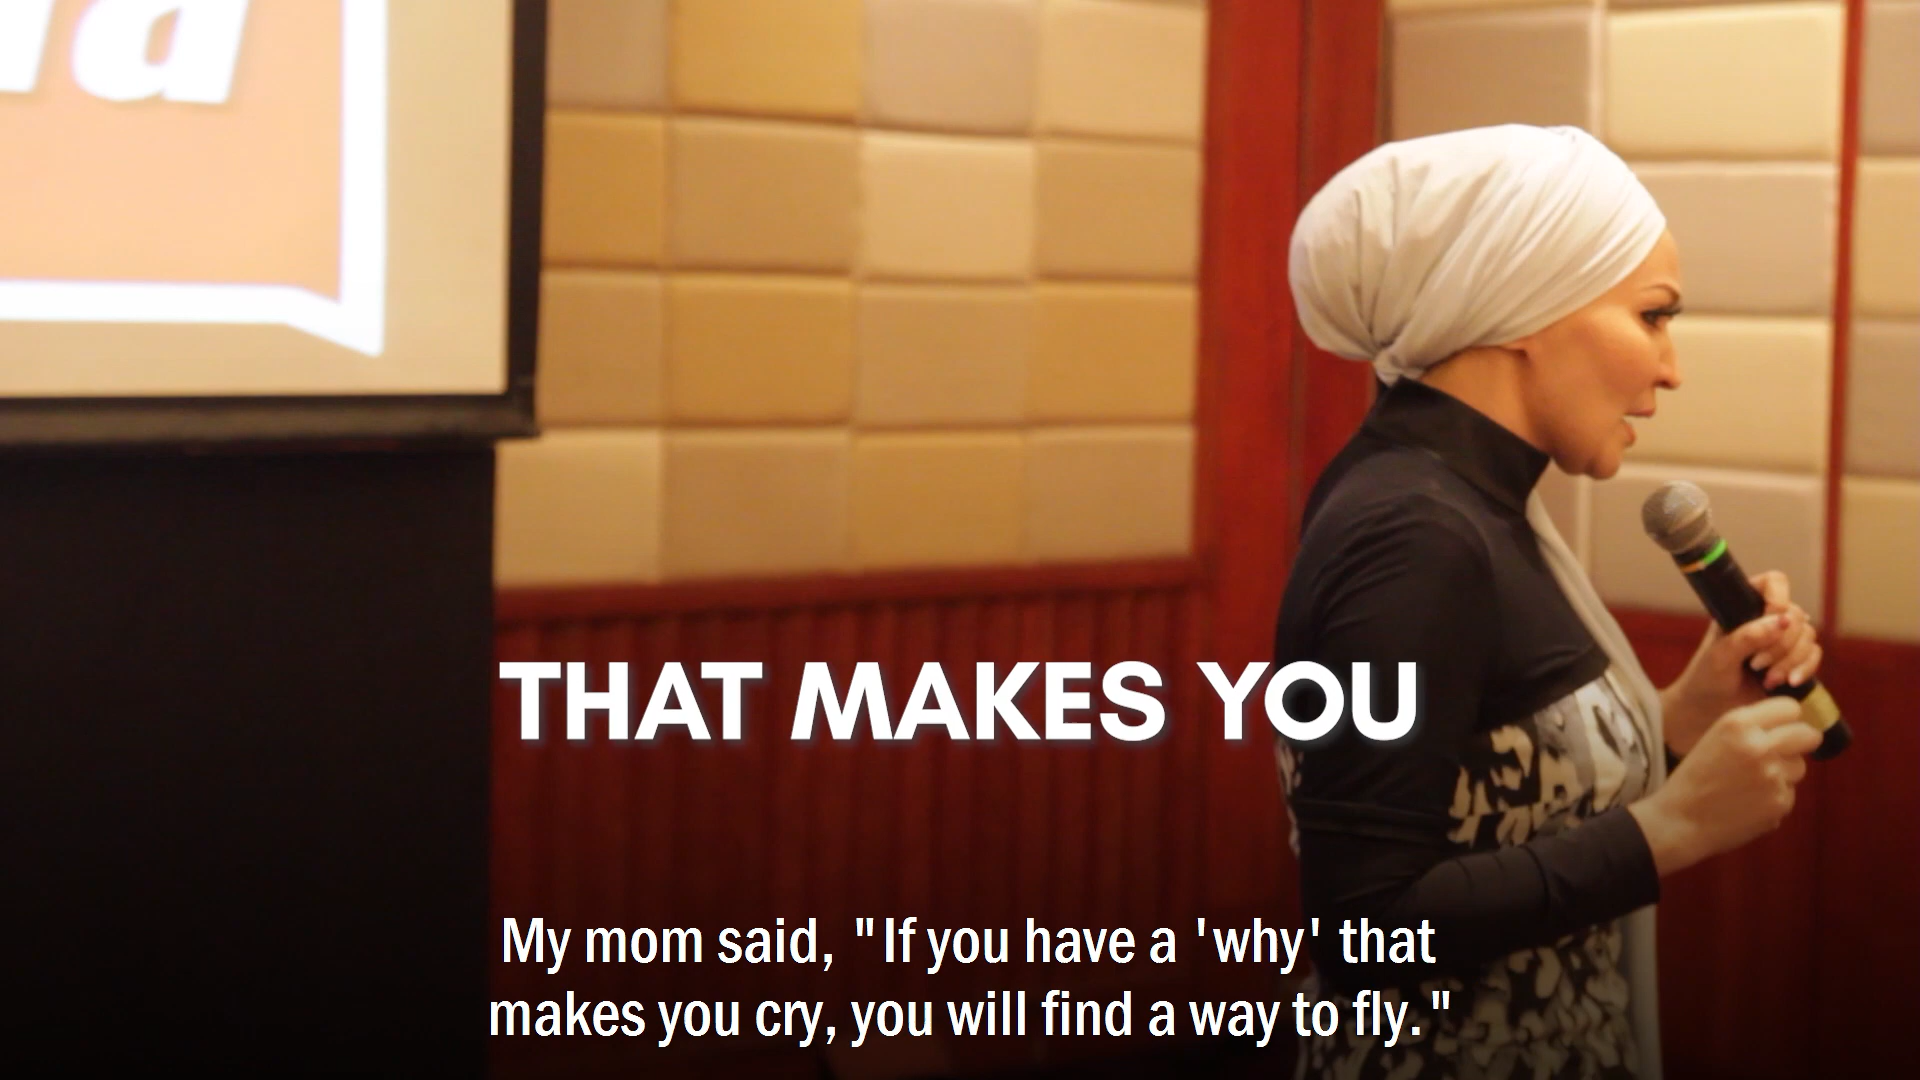 THAT MAKES YOU
My mom said, "If you have a 'why' that
makes you cry, you will find a way to fly."